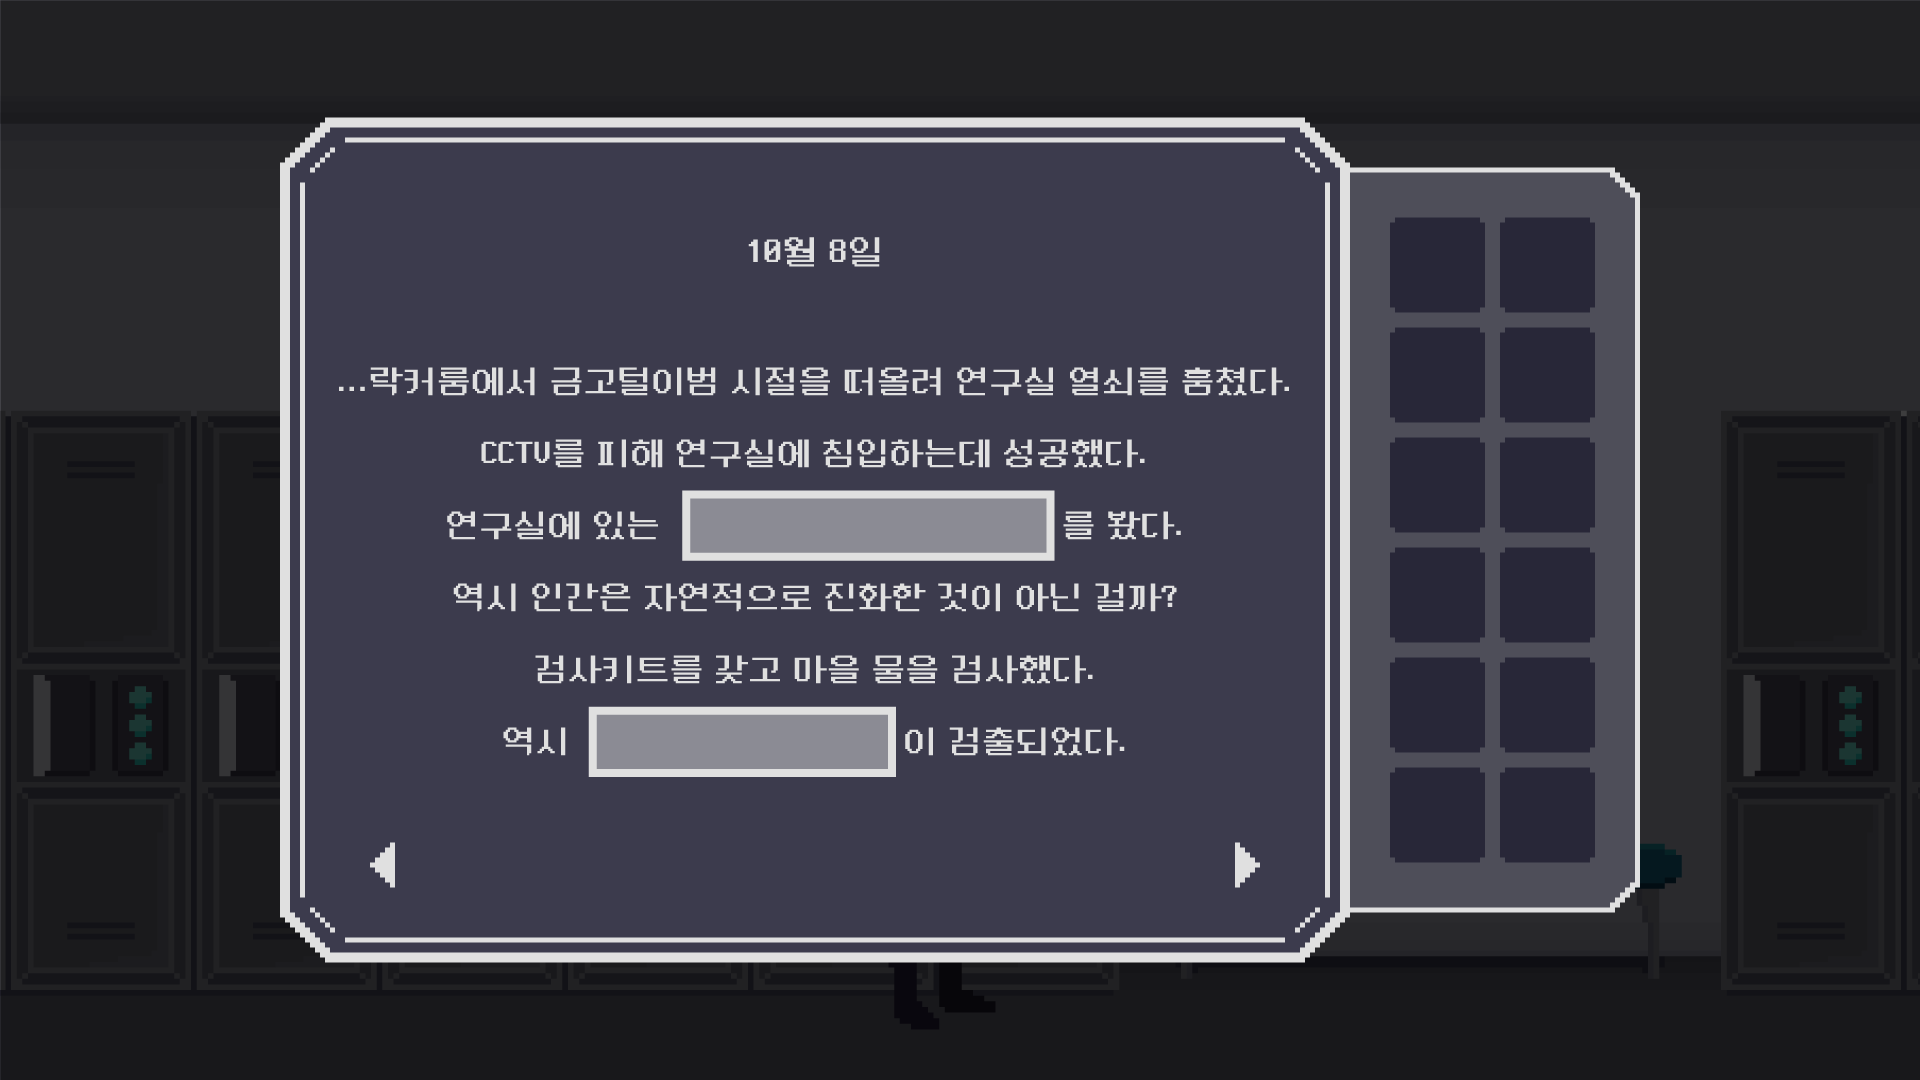 10월 8일
...락커룸에서 금고털이범 시절을 떠올려 연구실 열쇠를 훔쳤다.
CCTV를 피해 연구실에 침입하는데 성공했다.
연구실에 있는 를 봤다.
역시 인간은 자연적으로 진화한 것이 아닌 걸까?
검사키트를 갖고 마을 물을 검사했다.
역시 이 검출되었다.